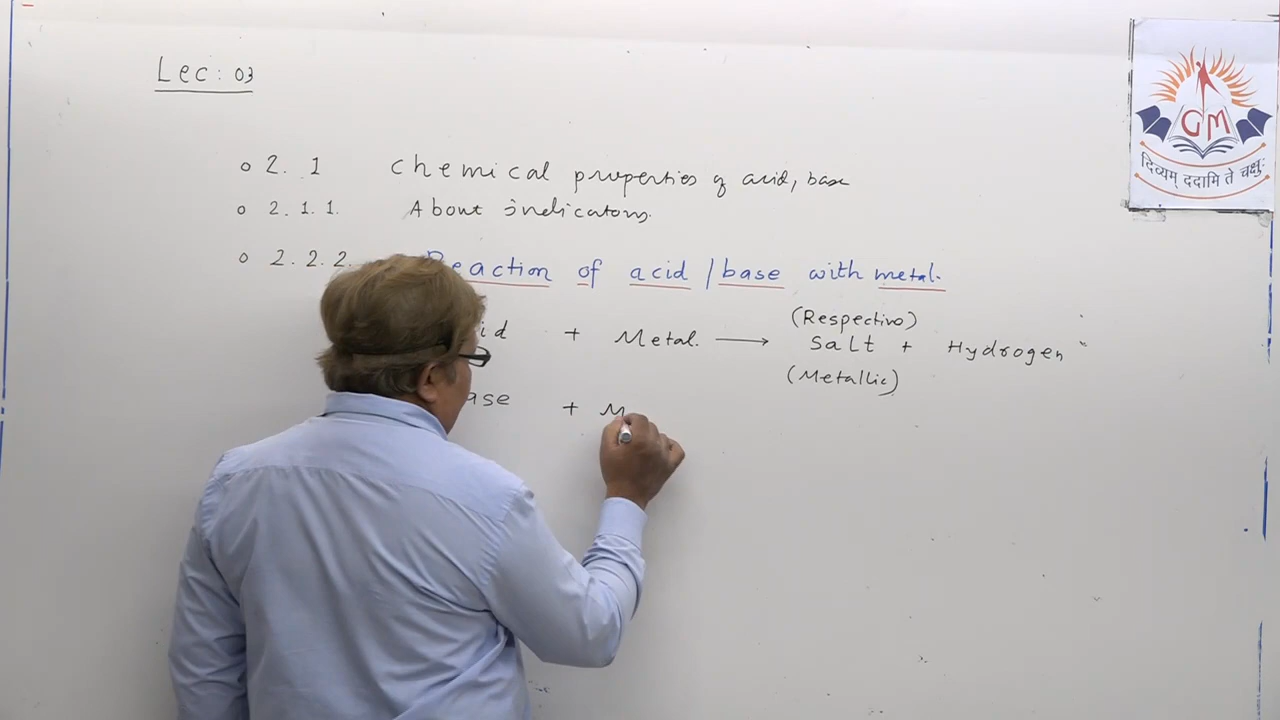 Lec: 03
o 2. 1 Chemical properties of acid, base
o 2. 1. 1. About indicators.
o 2. 2. 2. Reaction of acid / base with metal.
(Respective)
id + Metal. → Salt + Hydrogen
(Metallic)
ase + M
GM
दिव्यम् ददामि ते चक्षुः